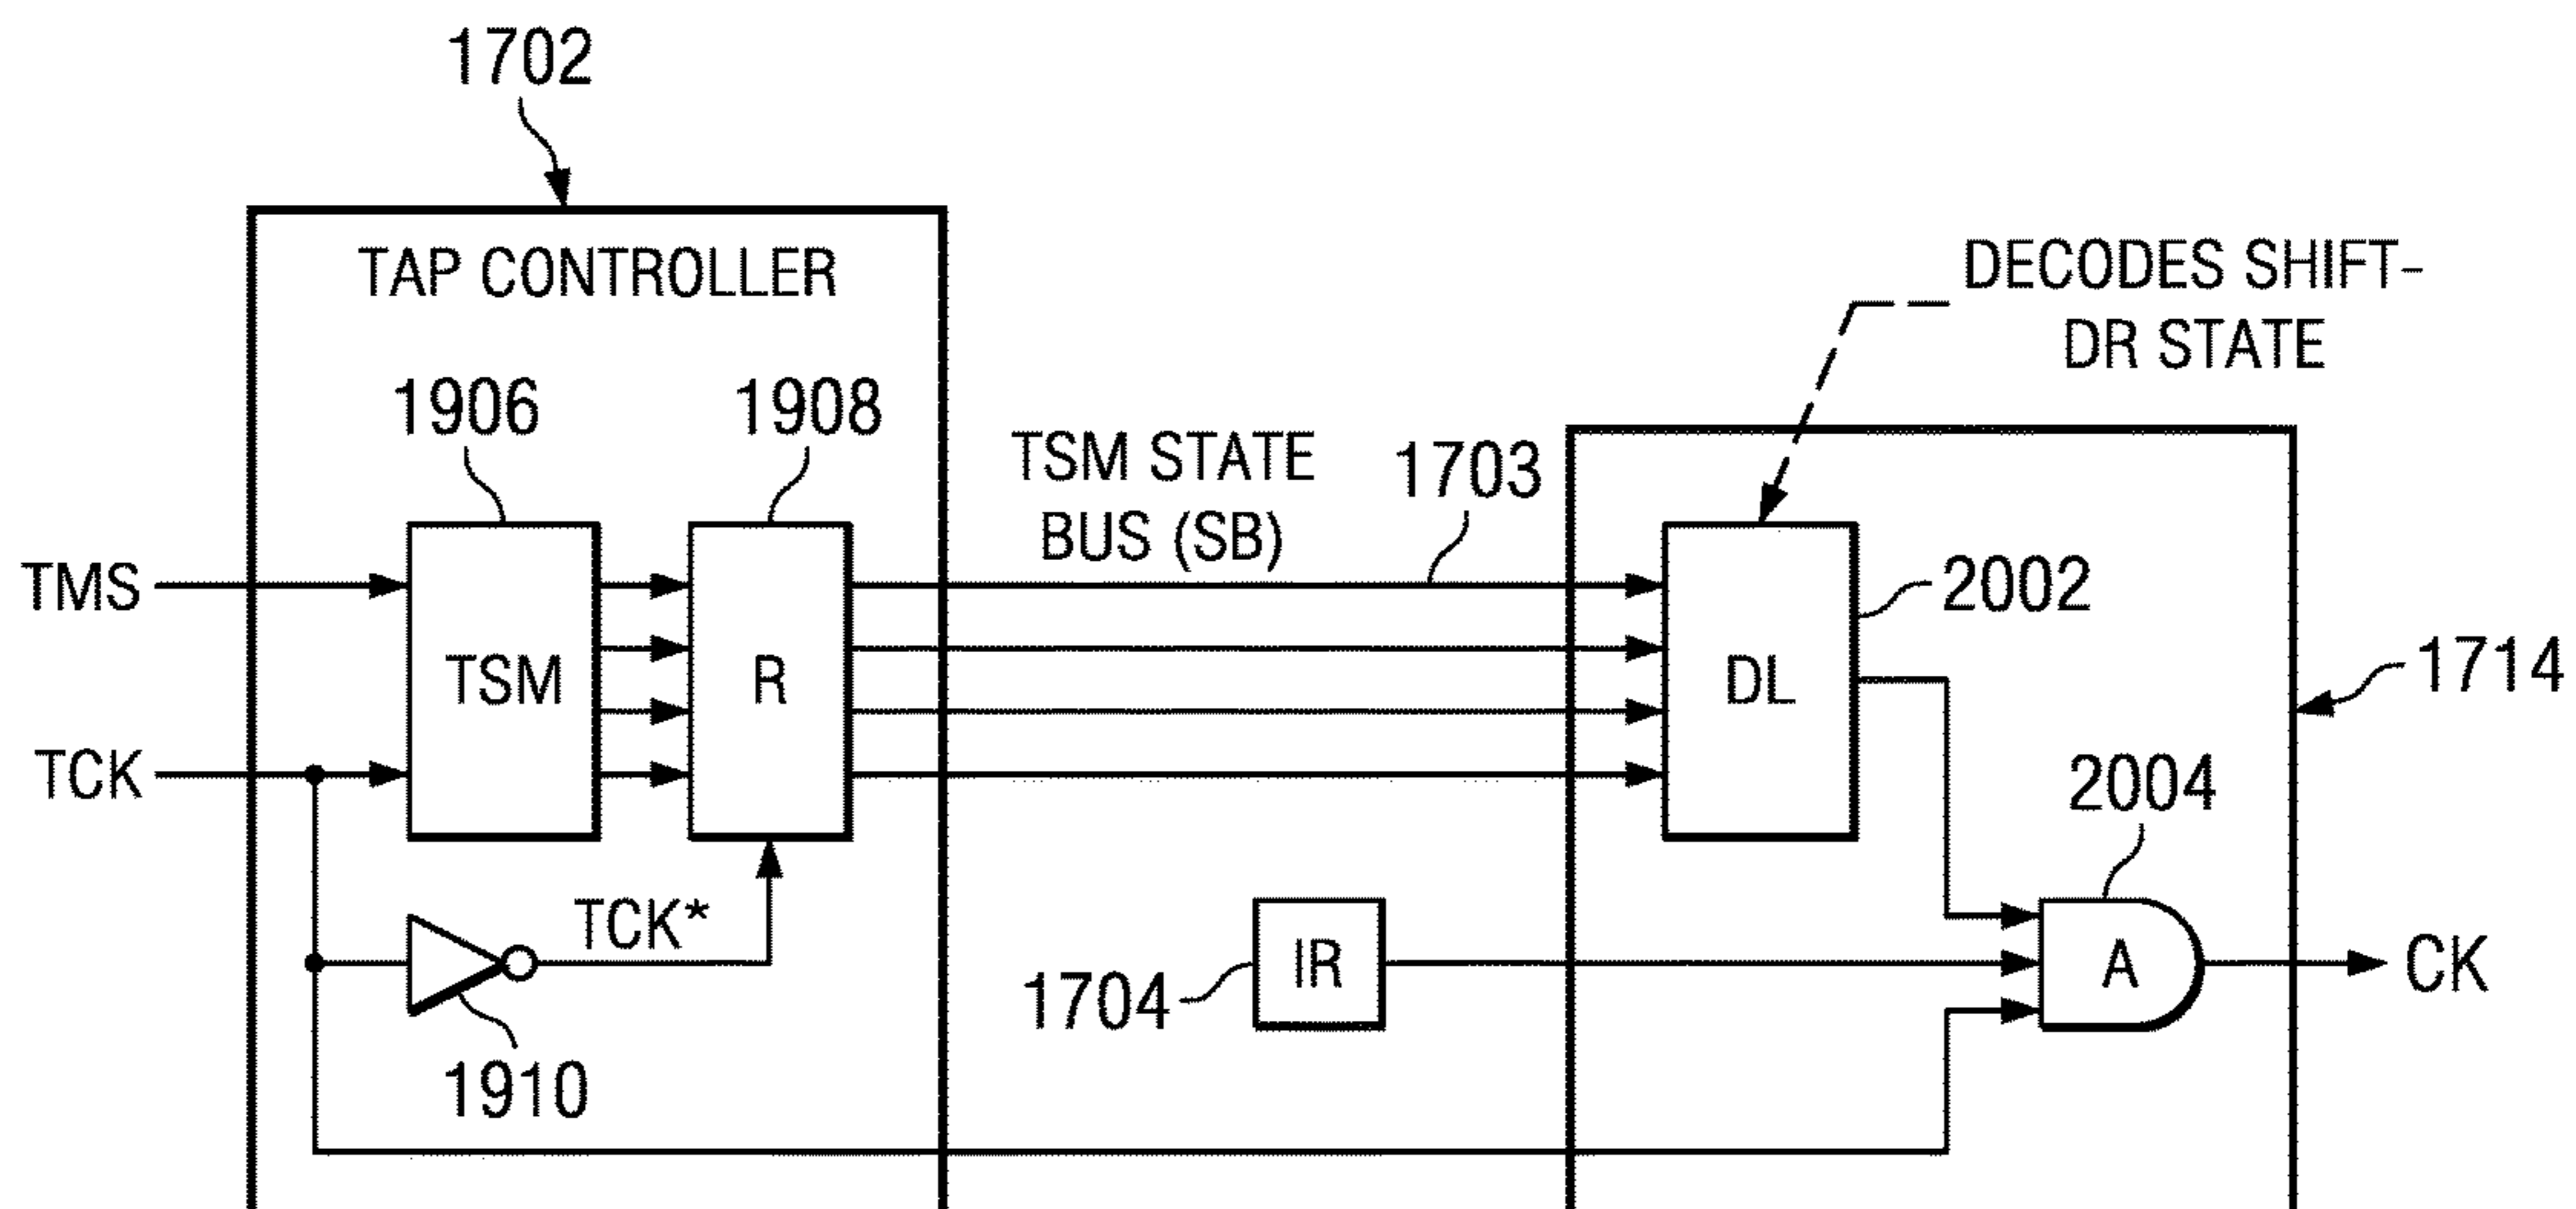 1702
TAP CONTROLLER
DECODES SHIFT-
DR STATE
1906
1908
TSM STATE
BUS (SB)
1703
TMS
TSM
R
DL
2002
1714
TCK
2004
TCK*
1704
IR
A
CK
1910